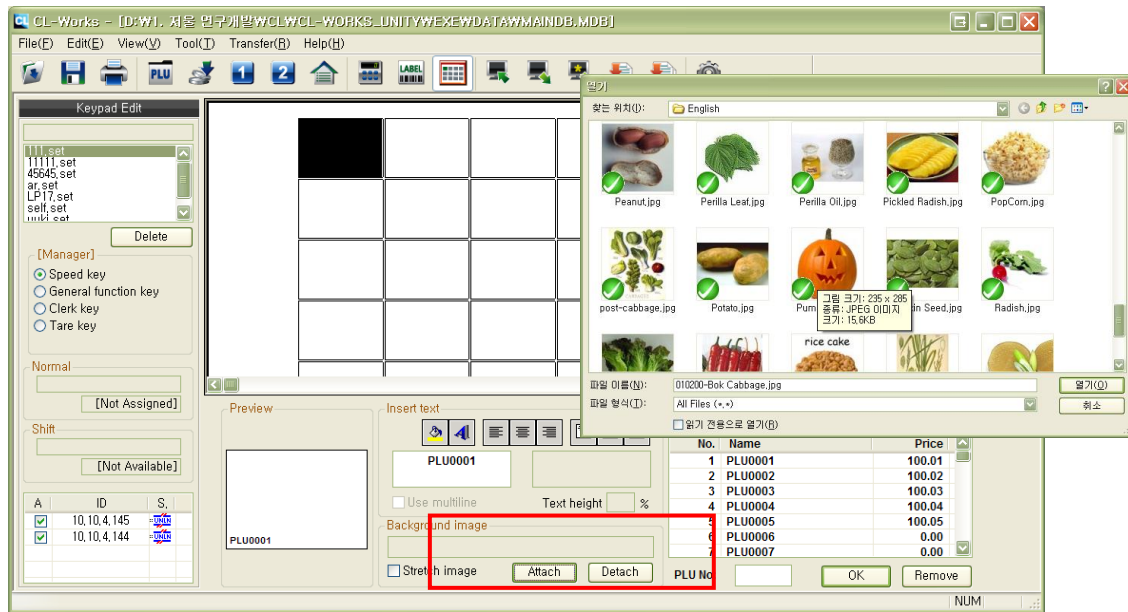 CL-Works - [D:\1. 저울 연구개발\CL\CL-WORKS_UNITY\EXE\DATA\MAINDB.MDB]
File(F) Edit(E) View(V) Tool(T) Transfer(R) Help(H)
PLU 1 2 LABEL
열기
찾는 위치(I): English
Keypad Edit
111.set
11111.set
45645.set
ar.set
LP17.set
self.set
uuki.set
Delete
[Manager]
Speed key
General function key
Clerk key
Tare key
Normal
[Not Assigned]
Shift
[Not Available]
A ID S.
10.10.4.145 UNLN
10.10.4.144 UNLN
Peanut.jpg Perilla Leaf.jpg Perilla Oil.jpg Pickled Radish.jpg PopCorn.jpg
post-cabbage.jpg Potato.jpg Pum in Seed.jpg Radish.jpg
그림 크기: 235 x 285
종류: JPEG 이미지
크기: 15.6KB
rice cake
파일 이름(N): 010200-Bok Cabbage.jpg 열기(O)
파일 형식(T): All Files (*.*) 취소
읽기 전용으로 열기(R)
Preview
PLU0001
Insert text
A
PLU0001
Use multiline Text height %
Background image
Stretch image Attach Detach
No. Name Price
1 PLU0001 100.01
2 PLU0002 100.02
3 PLU0003 100.03
4 PLU0004 100.04
5 PLU0005 100.05
6 PLU0006 0.00
7 PLU0007 0.00
PLU No OK Remove
NUM